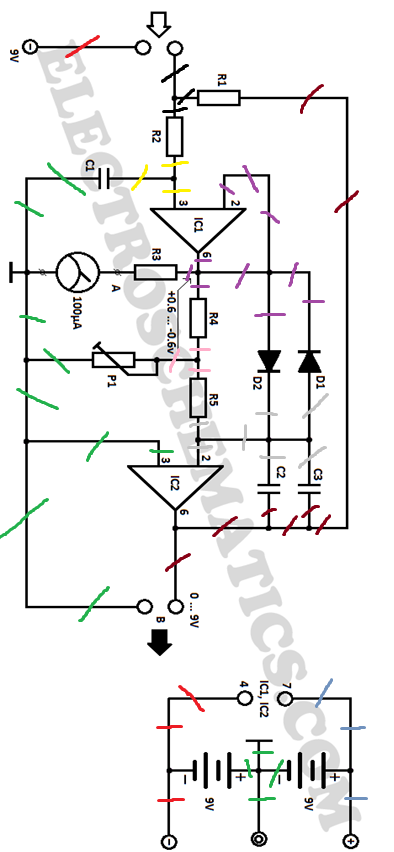 9V
R1
R2
C1
3
2
IC1
6
R3
A
100µA
+0.6 ... -0.6v
R4
P1
R5
D1
D2
C2
C3
3
2
IC2
6
B
0 ... 9V
7
IC1, IC2
4
9V
9V
ELECTROSCHEMATICS.COM